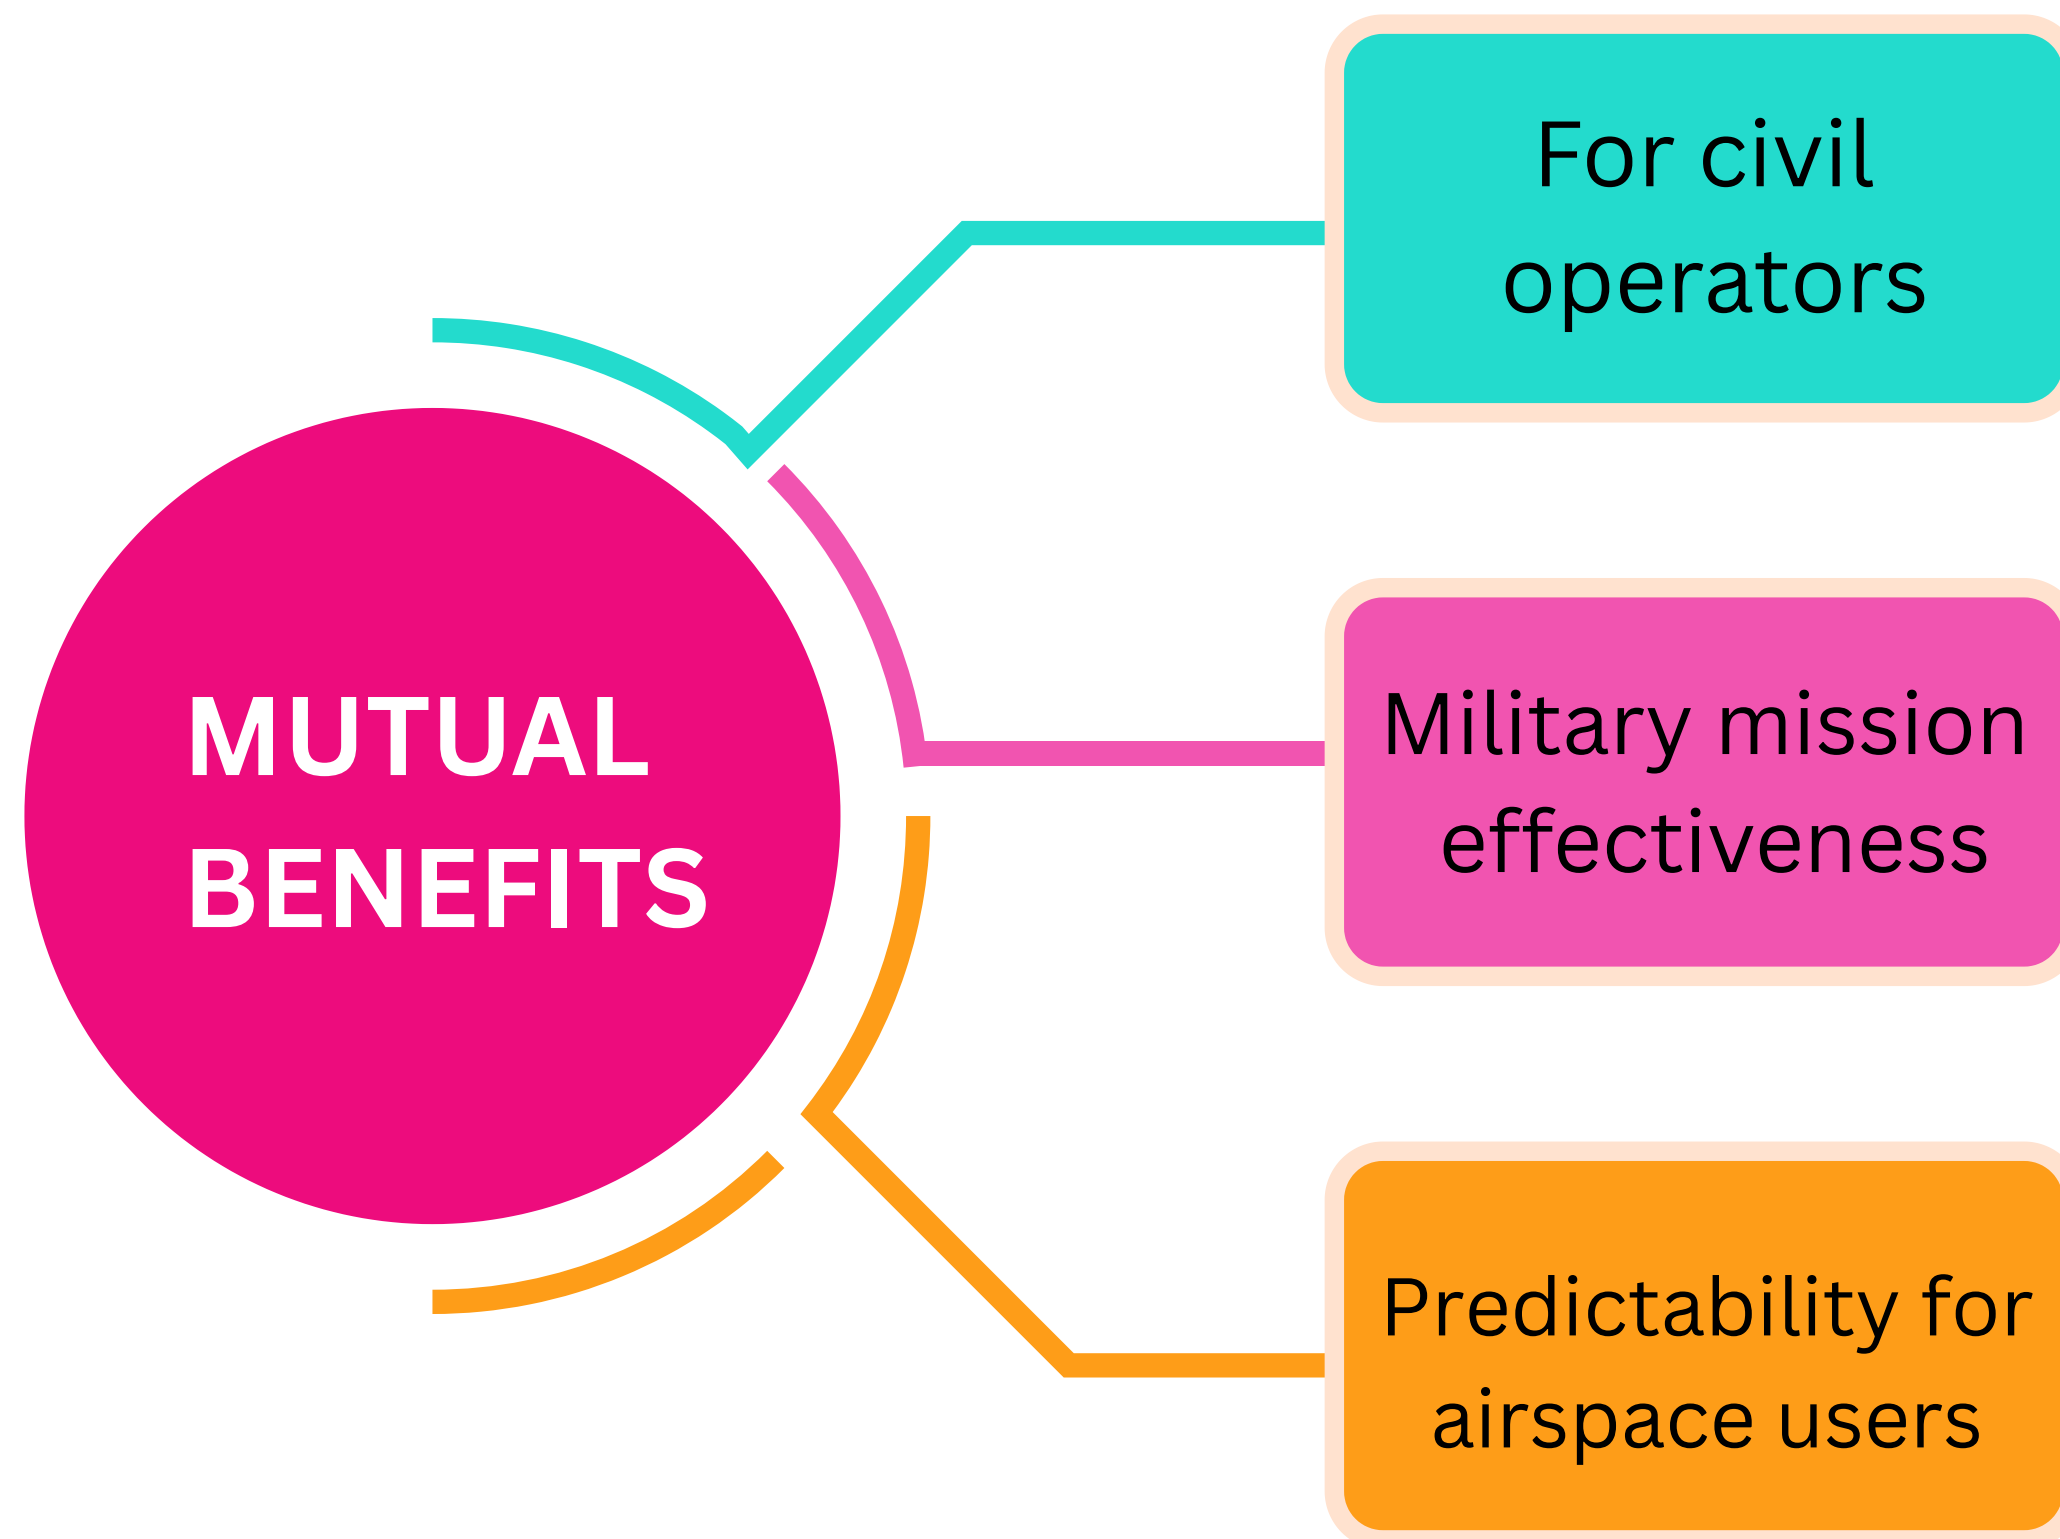 MUTUAL
BENEFITS
For civil
operators
Military mission
effectiveness
Predictability for
airspace users